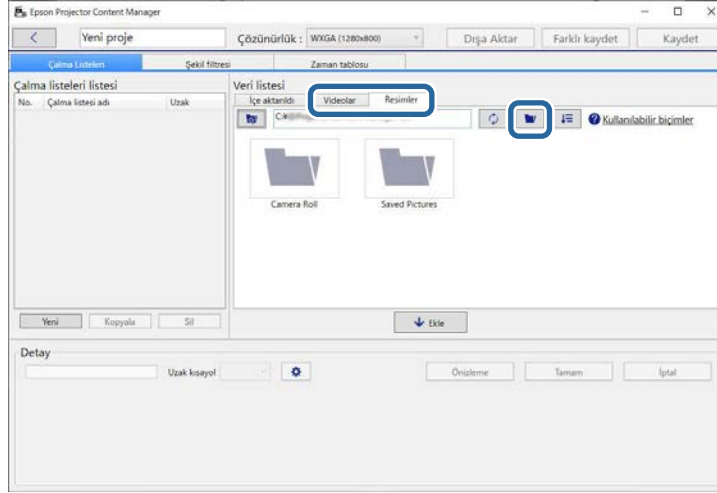 Epson Projector Content Manager
Yeni proje Çözünürlük : WXGA (1280x800) Dışa Aktar Farklı kaydet Kaydet
Çalma Listeleri Şekil filtresi Zaman tablosu
Çalma listeleri listesi Veri listesi
No. Çalma listesi adı Uzak İçe aktarıldı Videolar Resimler
Kullanılabilir biçimler
Camera Roll Saved Pictures
Yeni Kopyala Sil Ekle
Detay
Uzak kısayol Önizleme Tamam İptal